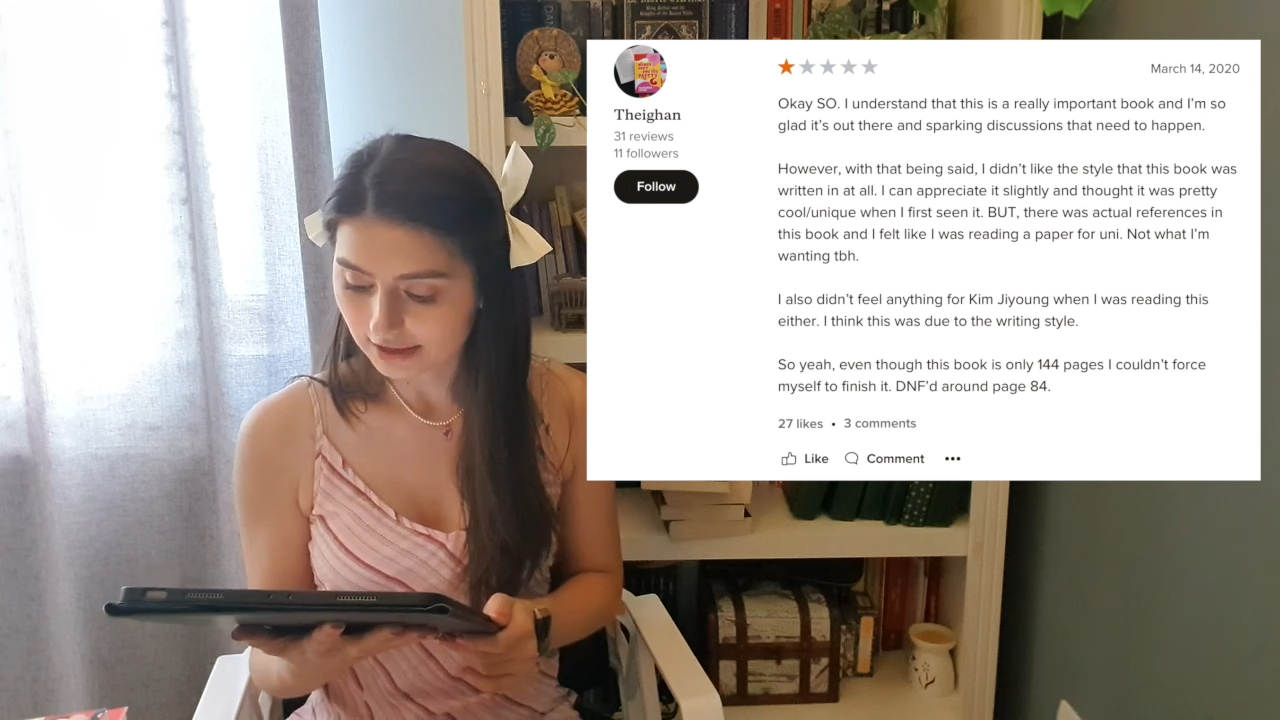 Theighan
31 reviews
11 followers
Follow
March 14, 2020
Okay SO. I understand that this is a really important book and I'm so
glad it's out there and sparking discussions that need to happen.
However, with that being said, I didn't like the style that this book was
written in at all. I can appreciate it slightly and thought it was pretty
cool/unique when I first seen it. BUT, there was actual references in
this book and I felt like I was reading a paper for uni. Not what I'm
wanting tbh.
I also didn't feel anything for Kim Jiyoung when I was reading this
either. I think this was due to the writing style.
So yeah, even though this book is only 144 pages I couldn't force
myself to finish it. DNF'd around page 84.
27 likes • 3 comments
Like Comment •••